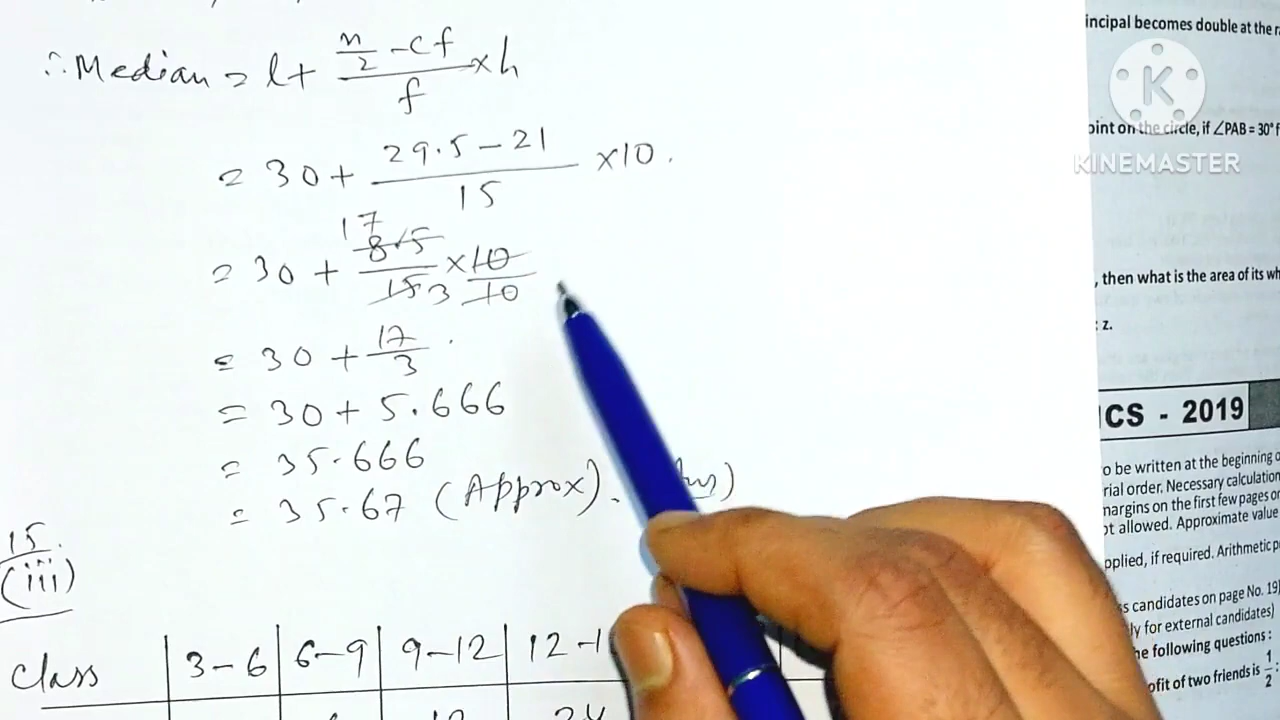 ∴ Median = l + (n/2 - cf)/f × h
= 30 + (29.5 - 21)/15 × 10.
= 30 + 17 8.5/15 3 × 10/10
= 30 + 17/3
= 30 + 5.666
= 35.666
= 35.67 (Approx).
15.
(iii)
Class 3-6 6-9 9-12 12-1
24
incipal becomes double at the
K
oint on the circle, if ∠PAB = 30°
KINEMASTER
, then what is the area of its
: z.
CS - 2019
o be written at the beginning
rial order. Necessary calculation
margins on the first few pages
t allowed. Approximate value
pplied, if required. Arithmetic
ss candidates on page No. 19
ly for external candidates)
he following questions :
ofit of two friends is 1/2